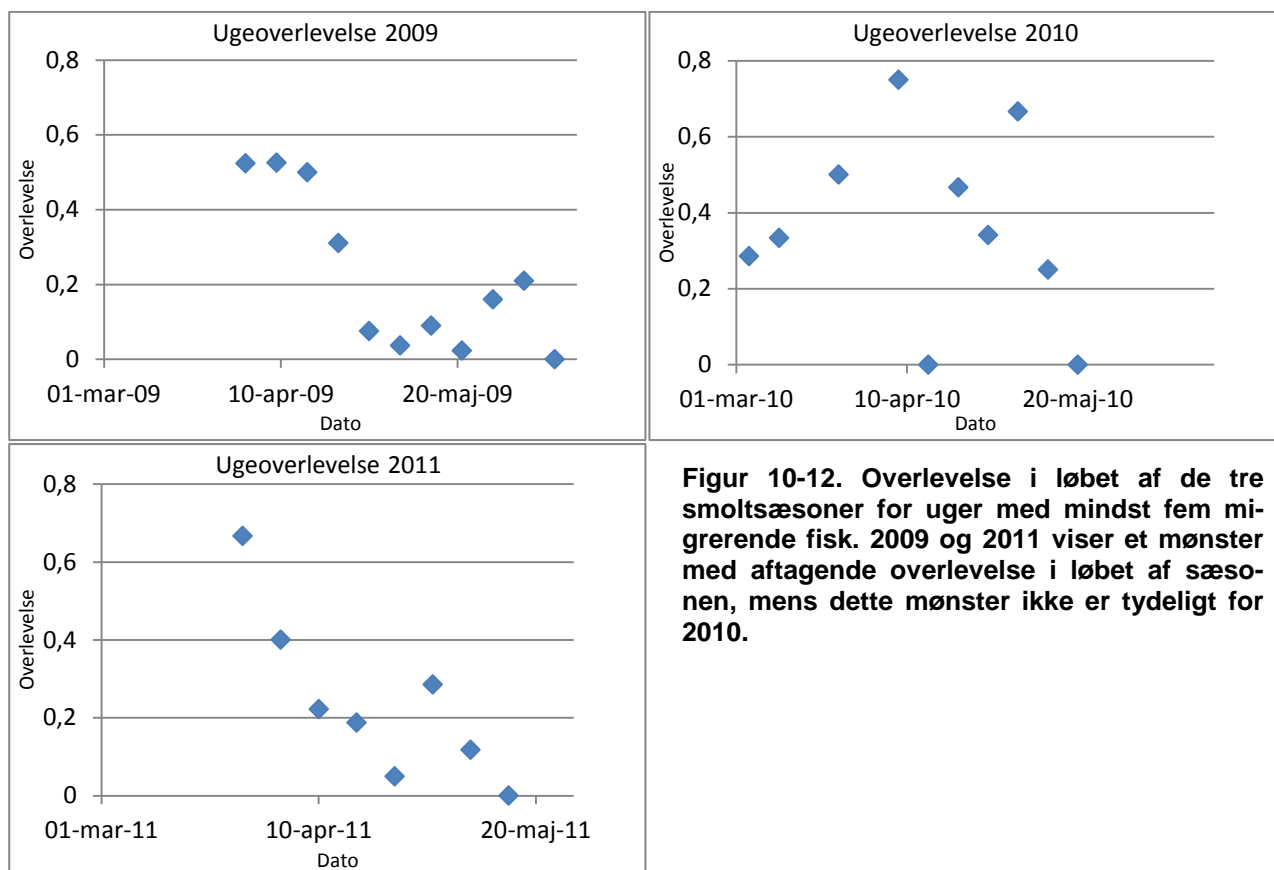 Ugeoverlevelse 2009
0,8
0,6
0,4
0,2
0
Overlevelse
01-mar-09 10-apr-09 20-maj-09
Dato
Ugeoverlevelse 2010
0,8
0,6
0,4
0,2
0
Overlevelse
01-mar-10 10-apr-10 20-maj-10
Dato
Ugeoverlevelse 2011
0,8
0,6
0,4
0,2
0
Overlevelse
01-mar-11 10-apr-11 20-maj-11
Dato
Figur 10-12. Overlevelse i løbet af de tre
smoltsæsoner for uger med mindst fem mi-
grerende fisk. 2009 og 2011 viser et mønster
med aftagende overlevelse i løbet af sæso-
nen, mens dette mønster ikke er tydeligt for
2010.